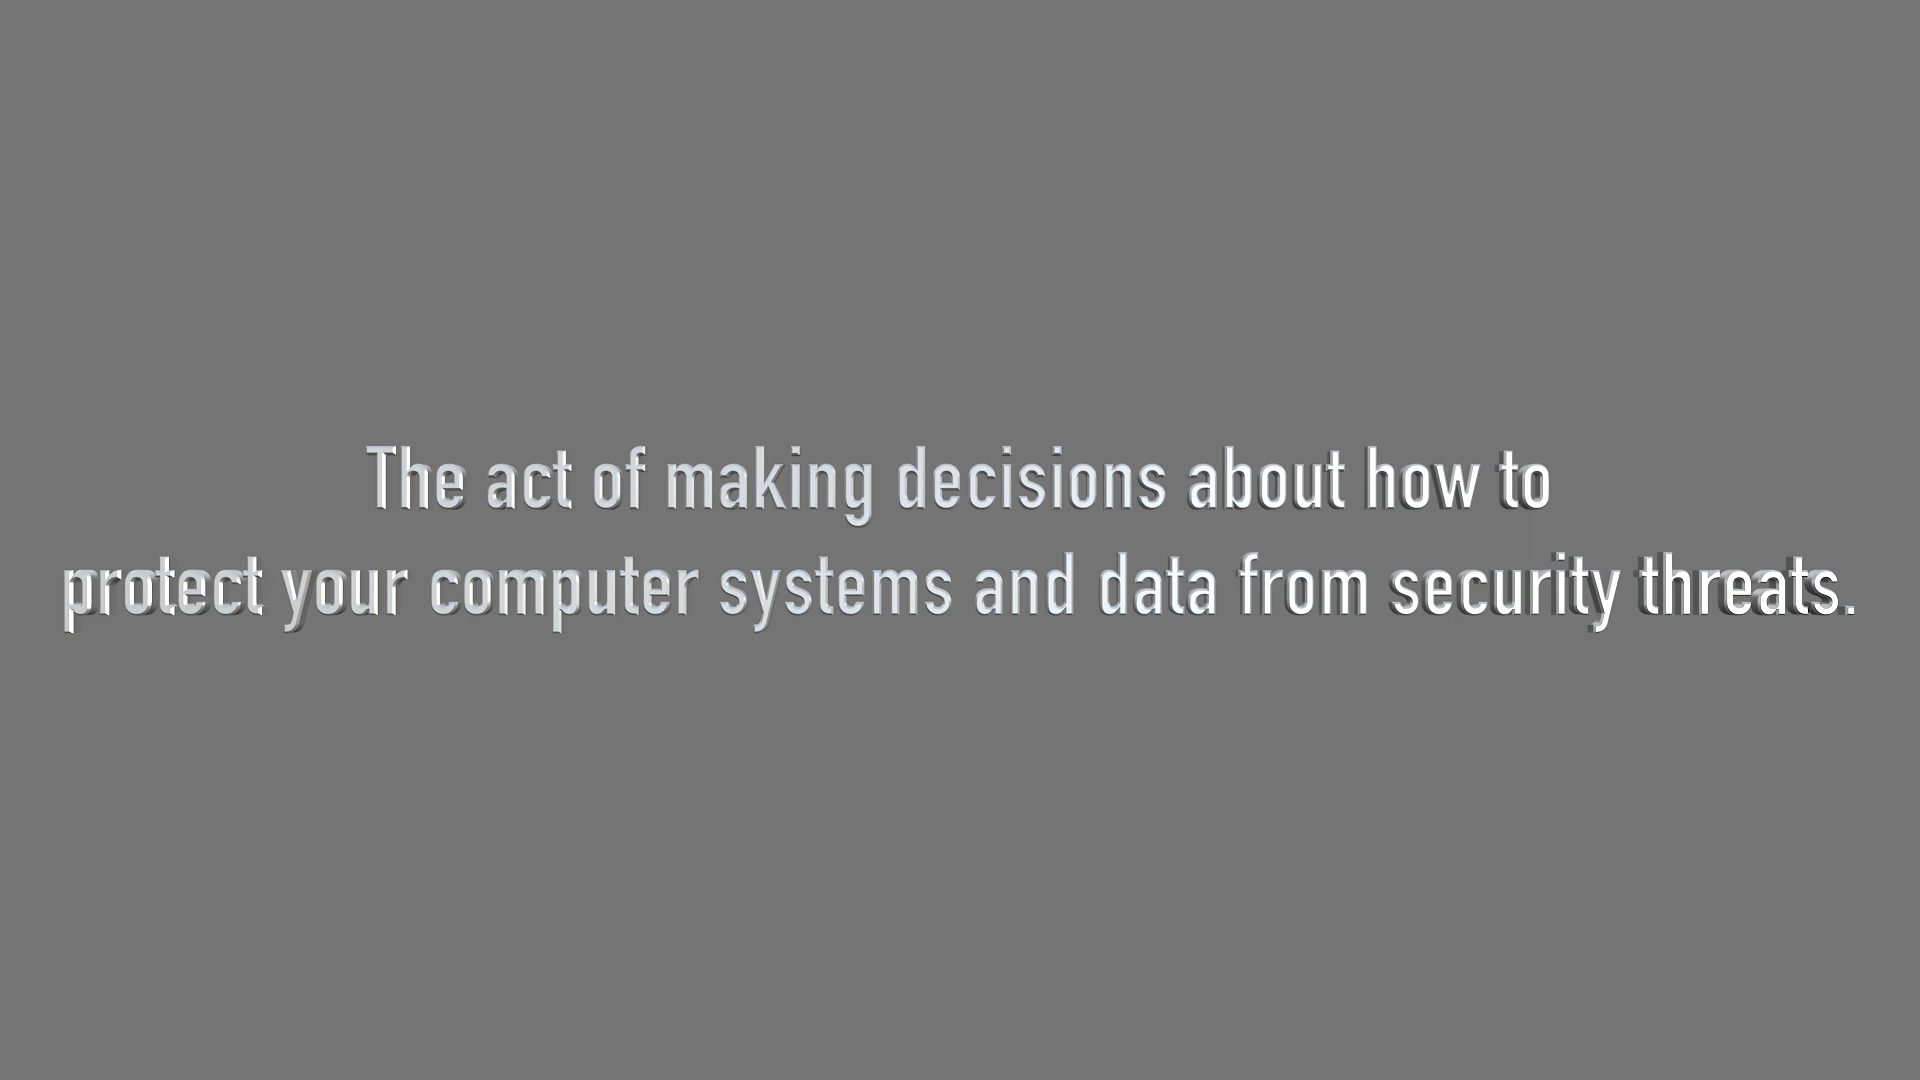 The act of making decisions about how to
protect your computer systems and data from security threats.